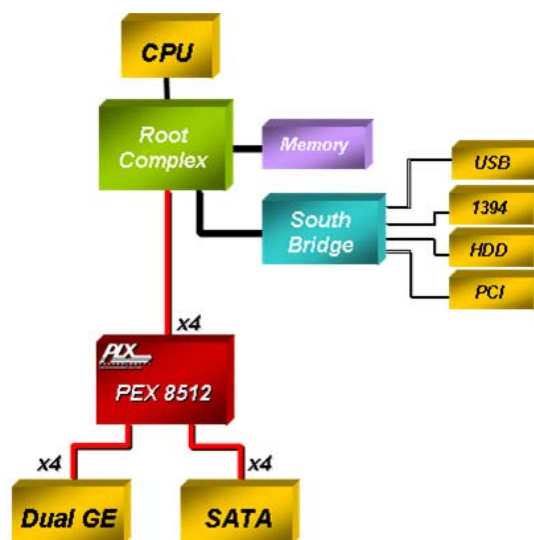 CPU
Root
Complex
Memory
South
Bridge
USB
1394
HDD
PCI
x4
PLX
PEX 8512
x4
x4
Dual GE
SATA